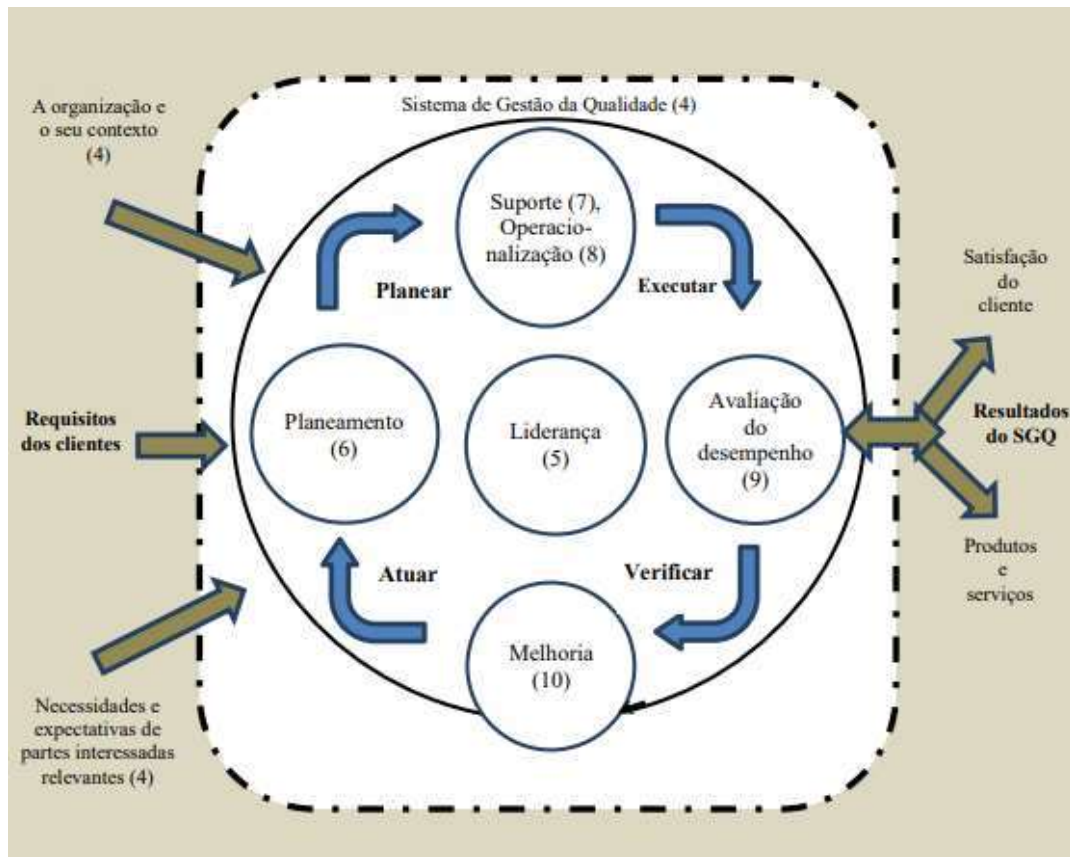 Sistema de Gestão da Qualidade (4)
A organização e
o seu contexto
(4)
Suporte (7),
Operacio-
nalização (8)
Planear
Executar
Satisfação
do
cliente
Requisitos
dos clientes
Planeamento
(6)
Liderança
(5)
Avaliação
do
desempenho
(9)
Resultados
do SGQ
Atuar
Verificar
Produtos
e
serviços
Melhoria
(10)
Necessidades e
expectativas de
partes interessadas
relevantes (4)